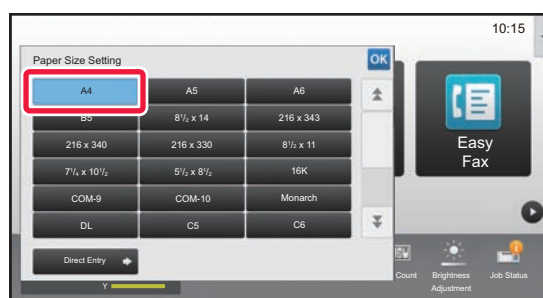 10:15
Paper Size Setting
OK
A4
A5
A6
B5
8¹/₂ x 14
216 x 343
216 x 340
216 x 330
8¹/₂ x 11
7¹/₄ x 10¹/₂
5¹/₂ x 8¹/₂
16K
COM-9
COM-10
Monarch
DL
C5
C6
Direct Entry
Easy
Fax
Y
Count
Brightness
Adjustment
Job Status